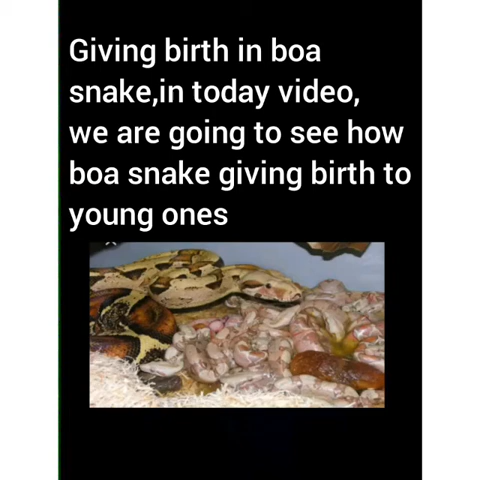 Giving birth in boa
snake,in today video,
we are going to see how
boa snake giving birth to
young ones